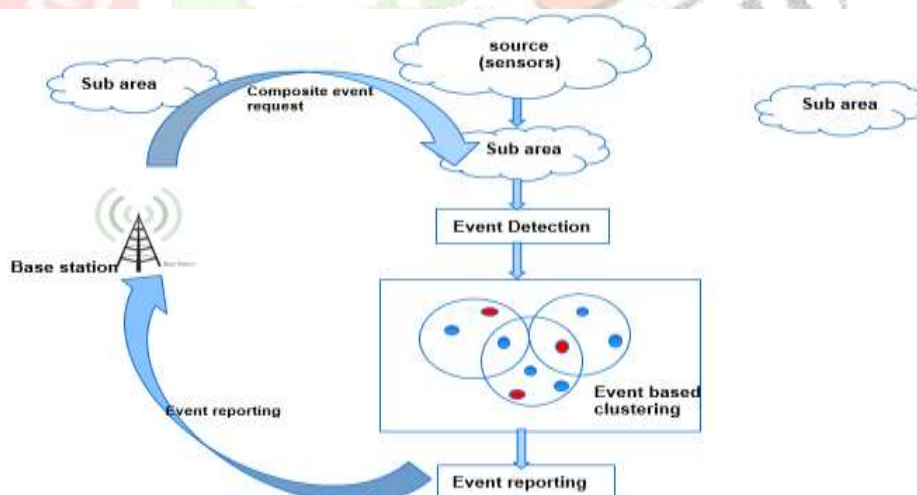 source
(sensors)
Sub area
Composite event
request
Sub area
Sub area
Event Detection
Base station
Event based
clustering
Event reporting
Event reporting